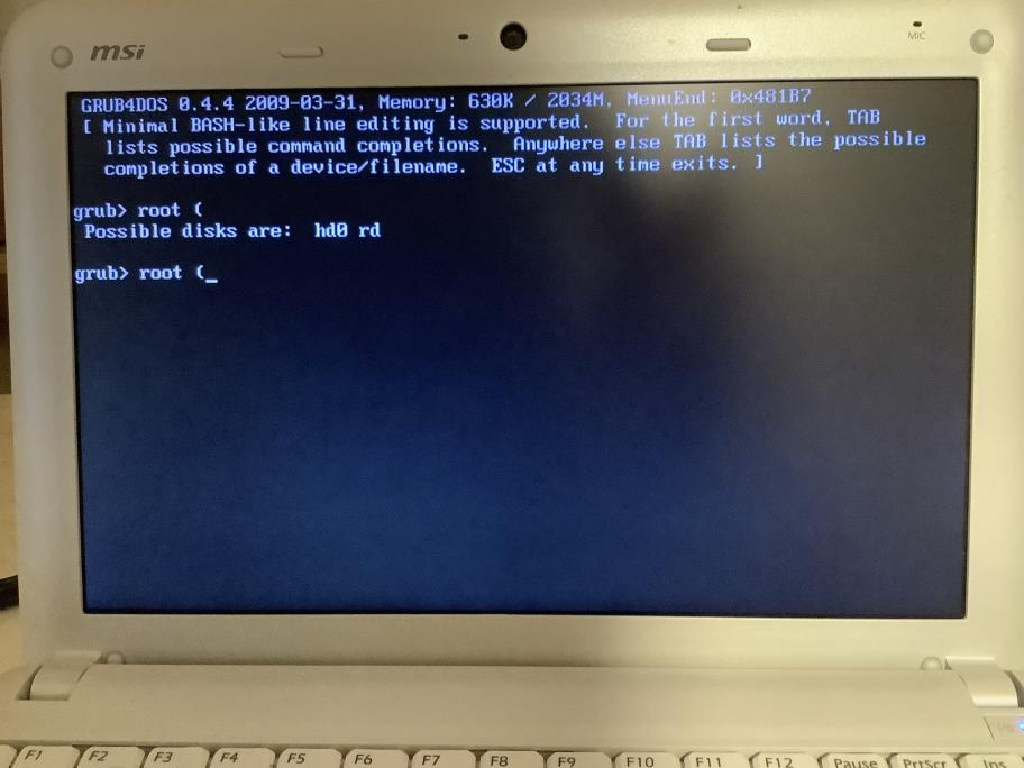 msi
MIC
GRUB4DOS 0.4.4 2009-03-31, Memory: 630K / 2034M, MenuEnd: 0x481B7
[ Minimal BASH-like line editing is supported.  For the first word, TAB
lists possible command completions.  Anywhere else TAB lists the possible
completions of a device/filename.  ESC at any time exits. ]
grub> root (
Possible disks are:  hd0 rd
grub> root (_
F1 F2 F3 F4 F5 F6 F7 F8 F9 F10 F11 F12 Pause PrtScr Ins